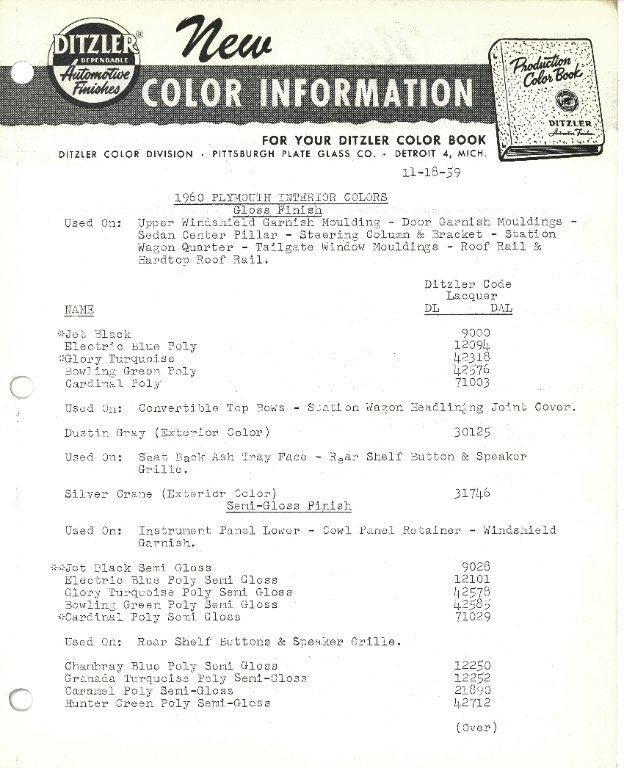 DITZLER®
DEPENDABLE
Automotive
Finishes
New
COLOR INFORMATION
Production
Color Book
DITZLER
FOR YOUR DITZLER COLOR BOOK
DITZLER COLOR DIVISION • PITTSBURGH PLATE GLASS CO. • DETROIT 4, MICH.
11-18-59
1960 PLYMOUTH INTERIOR COLORS
Gloss Finish
Used On: Upper Windshield Garnish Moulding - Door Garnish Mouldings -
Sedan Center Pillar - Steering Column & Bracket - Station
Wagon Quarter - Tailgate Window Mouldings - Roof Rail &
Hardtop Roof Rail.
Ditzler Code
Lacquer
NAME DL DAL
*Jet Black 9000
Electric Blue Poly 12094
*Glory Turquoise 42318
Bowling Green Poly 42576
Cardinal Poly 71003
Used On: Convertible Top Bows - Station Wagon Headlining Joint Cover.
Dustin Gray (Exterior Color) 30125
Used On: Seat Back Ash Tray Face - Rear Shelf Button & Speaker
Grille.
Silver Crane (Exterior Color) 31746
Semi-Gloss Finish
Used On: Instrument Panel Lower - Cowl Panel Retainer - Windshield
Garnish.
**Jet Black Semi Gloss 9028
Electric Blue Poly Semi Gloss 12101
Glory Turquoise Poly Semi Gloss 42578
Bowling Green Poly Semi Gloss 42585
*Cardinal Poly Semi Gloss 71029
Used On: Rear Shelf Buttons & Speaker Grille.
Chambray Blue Poly Semi Gloss 12250
Granada Turquoise Poly Semi-Gloss 12252
Caramel Poly Semi-Gloss 21890
Hunter Green Poly Semi-Gloss 42712
(Over)